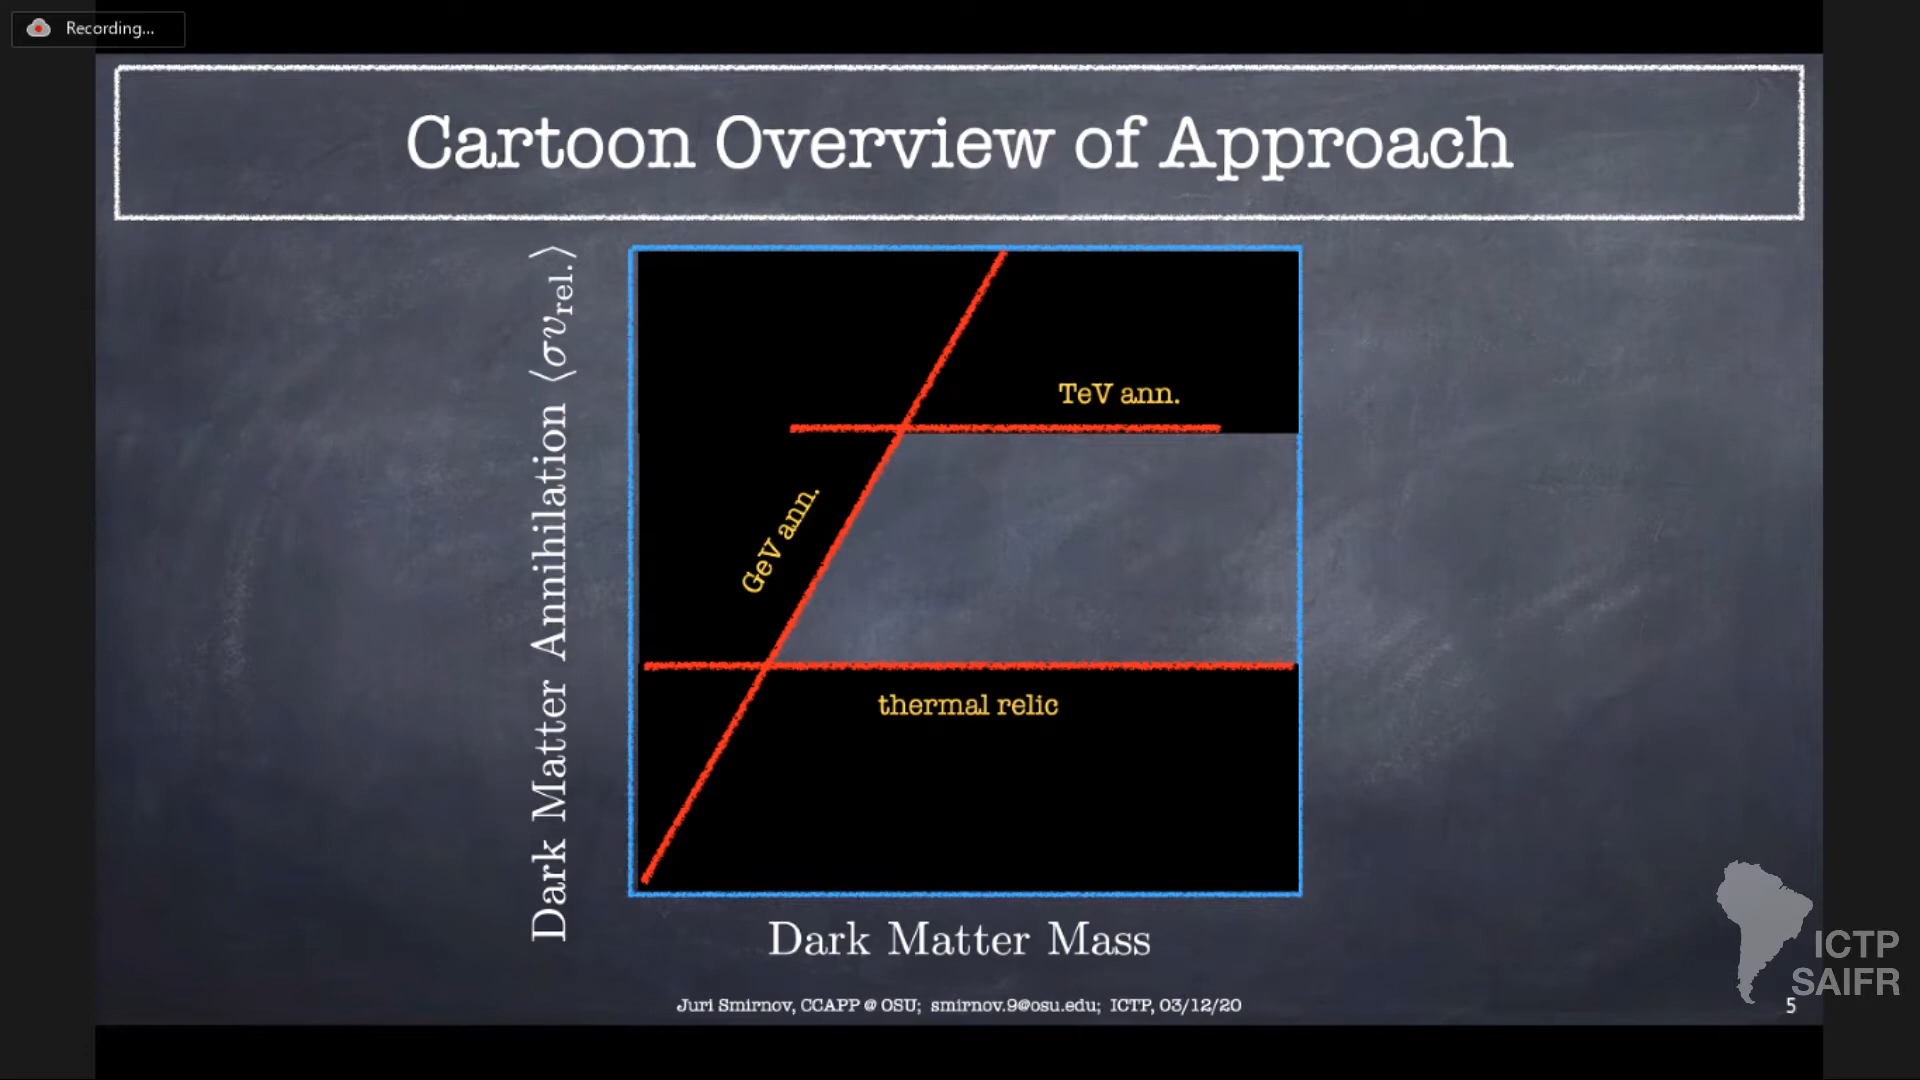 Recording...
Cartoon Overview of Approach
Dark Matter Annihilation ⟨σv_rel.⟩
TeV ann.
GeV ann.
thermal relic
Dark Matter Mass
Juri Smirnov, CCAPP @ OSU; smirnov.9@osu.edu; ICTP, 03/12/20
5
ICTP
SAIFR